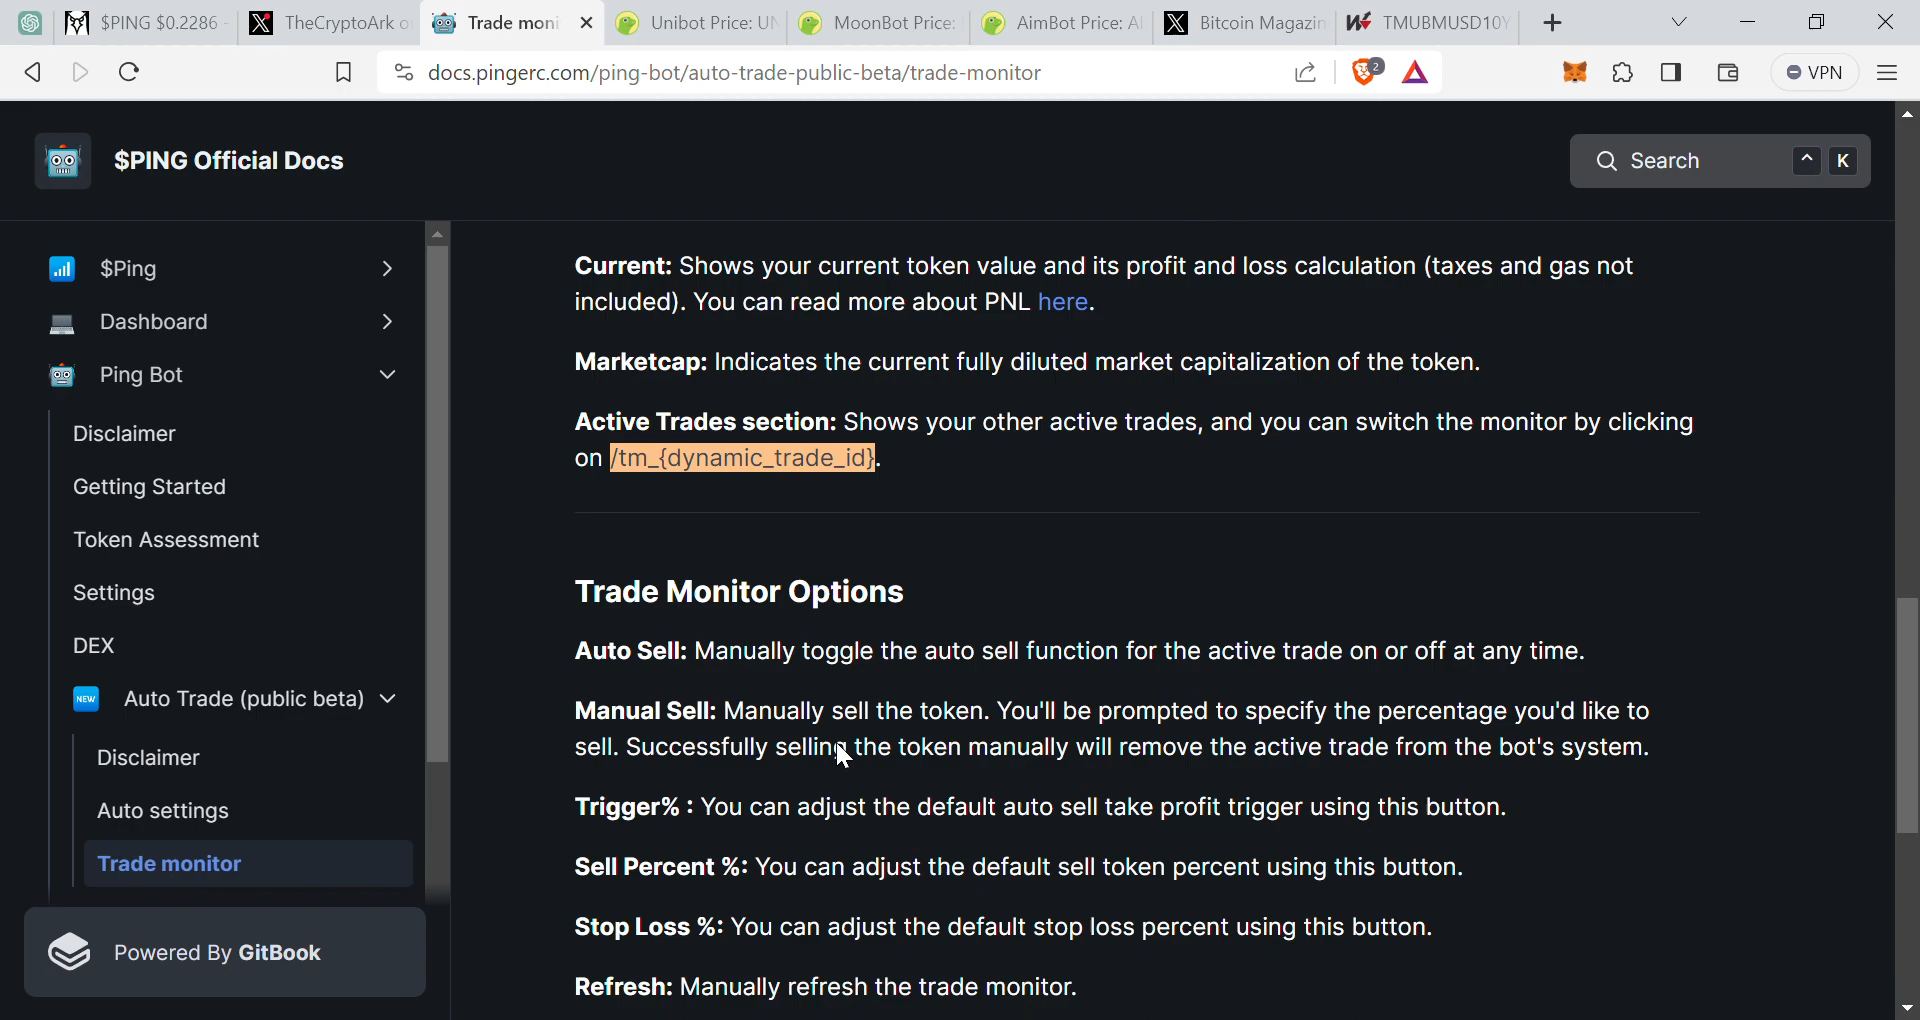 $PING $0.2286 -
TheCryptoArk o
Trade moni
Unibot Price: UN
MoonBot Price:
AimBot Price: AI
Bitcoin Magazin
TMUBMUSD10Y
docs.pingerc.com/ping-bot/auto-trade-public-beta/trade-monitor
2
VPN
$PING Official Docs
Search
^ K
$Ping
Dashboard
Ping Bot
Disclaimer
Getting Started
Token Assessment
Settings
DEX
NEW Auto Trade (public beta)
Disclaimer
Auto settings
Trade monitor
Powered By GitBook
Current: Shows your current token value and its profit and loss calculation (taxes and gas not
included). You can read more about PNL here.
Marketcap: Indicates the current fully diluted market capitalization of the token.
Active Trades section: Shows your other active trades, and you can switch the monitor by clicking
on /tm_{dynamic_trade_id}.
Trade Monitor Options
Auto Sell: Manually toggle the auto sell function for the active trade on or off at any time.
Manual Sell: Manually sell the token. You'll be prompted to specify the percentage you'd like to
sell. Successfully selling the token manually will remove the active trade from the bot's system.
Trigger% : You can adjust the default auto sell take profit trigger using this button.
Sell Percent %: You can adjust the default sell token percent using this button.
Stop Loss %: You can adjust the default stop loss percent using this button.
Refresh: Manually refresh the trade monitor.